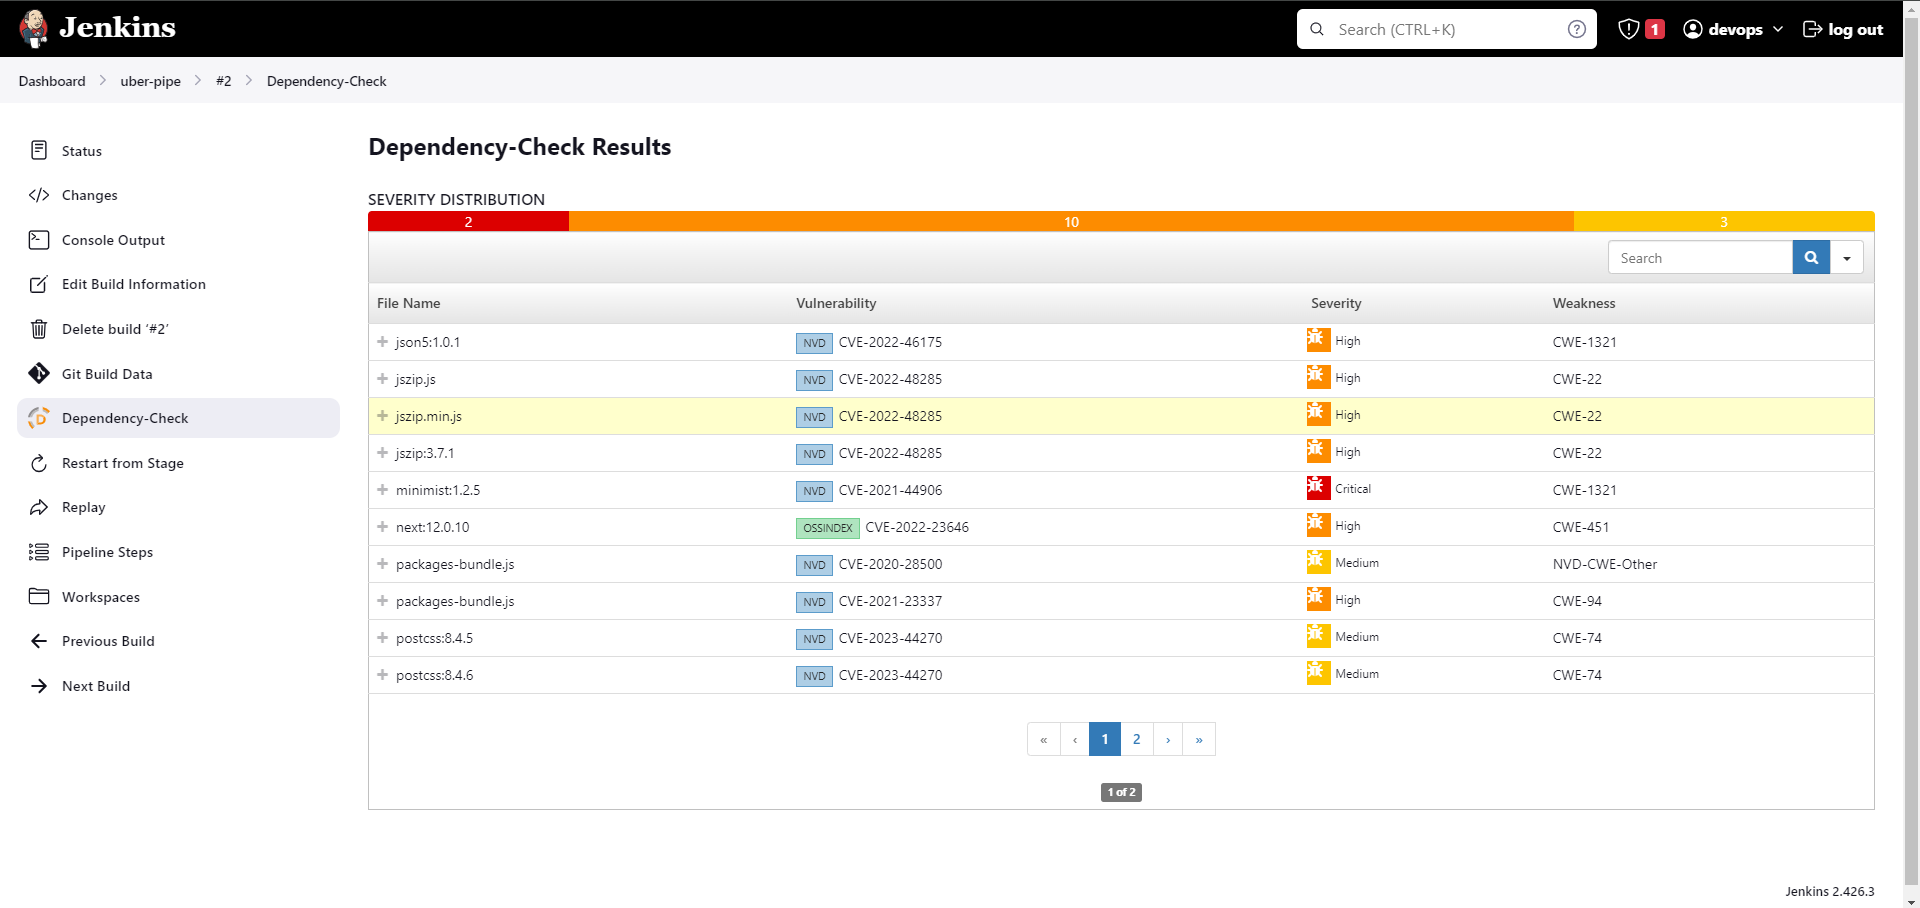 Jenkins
Search (CTRL+K)
1
devops
log out
Dashboard
uber-pipe
#2
Dependency-Check
Status
Changes
Console Output
Edit Build Information
Delete build ‘#2’
Git Build Data
Dependency-Check
Restart from Stage
Replay
Pipeline Steps
Workspaces
Previous Build
Next Build
Dependency-Check Results
SEVERITY DISTRIBUTION
2 10 3
Search
File Name Vulnerability Severity Weakness
json5:1.0.1 NVD CVE-2022-46175 High CWE-1321
jszip.js NVD CVE-2022-48285 High CWE-22
jszip.min.js NVD CVE-2022-48285 High CWE-22
jszip:3.7.1 NVD CVE-2022-48285 High CWE-22
minimist:1.2.5 NVD CVE-2021-44906 Critical CWE-1321
next:12.0.10 OSSINDEX CVE-2022-23646 High CWE-451
packages-bundle.js NVD CVE-2020-28500 Medium NVD-CWE-Other
packages-bundle.js NVD CVE-2021-23337 High CWE-94
postcss:8.4.5 NVD CVE-2023-44270 Medium CWE-74
postcss:8.4.6 NVD CVE-2023-44270 Medium CWE-74
« ‹ 1 2 › »
1 of 2
Jenkins 2.426.3